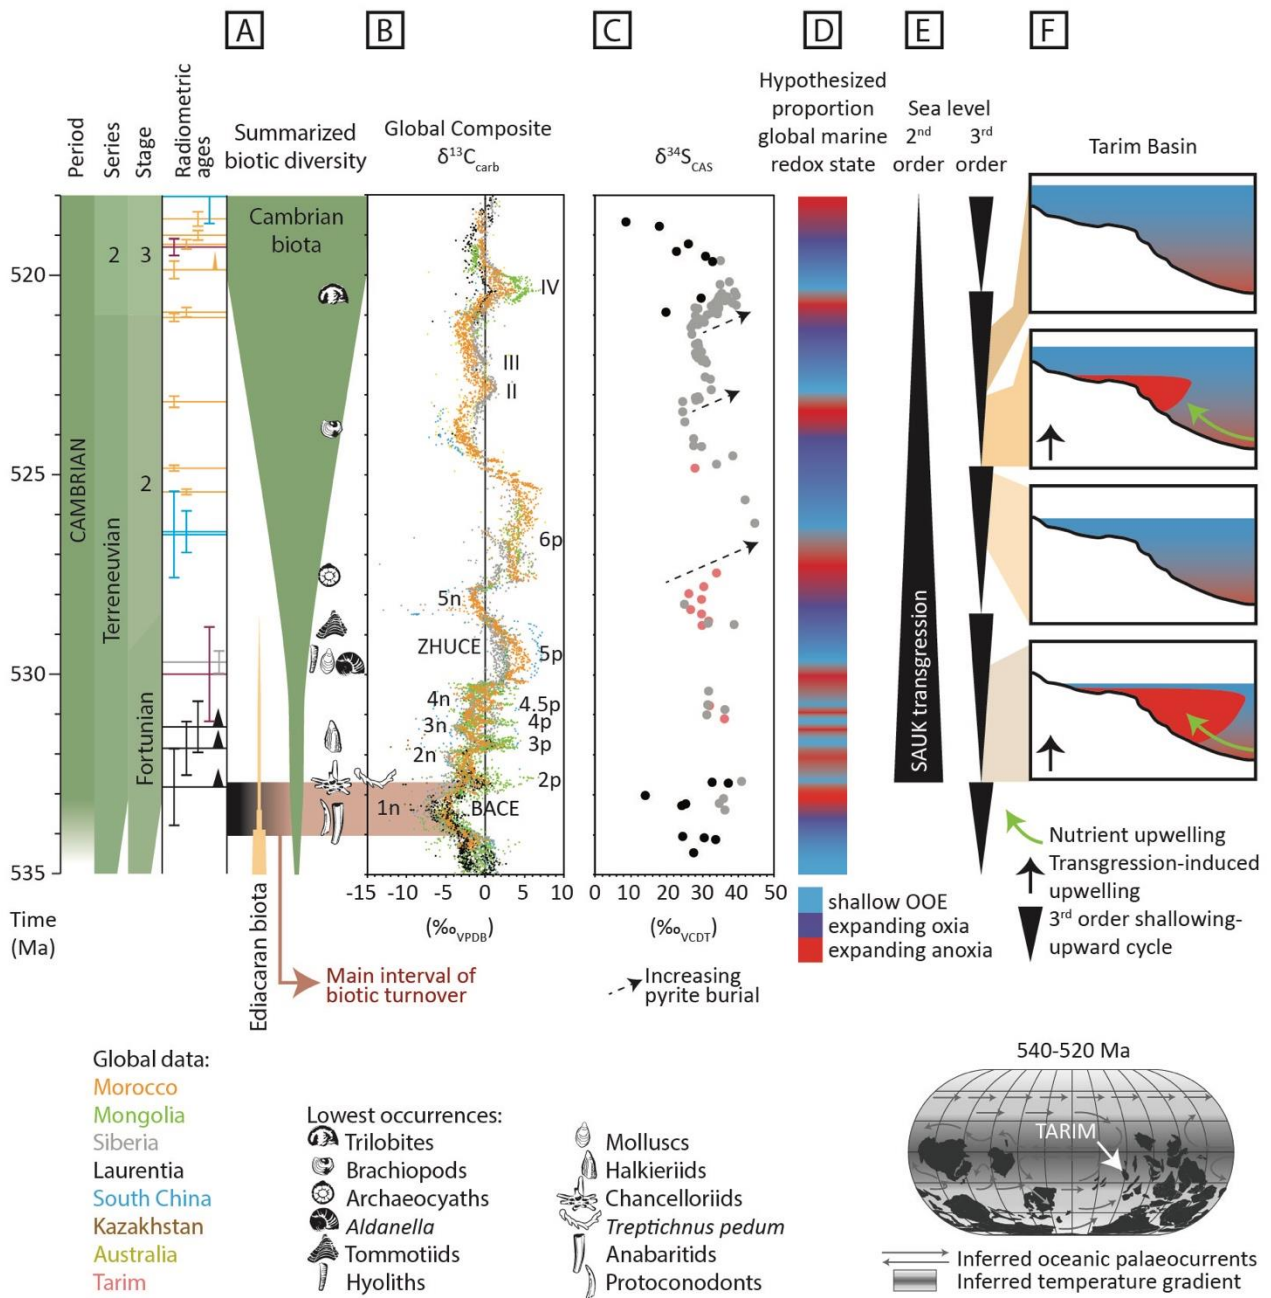 A
B
C
D
E
F
Period
Series
Stage
Radiometric
ages
Summarized
biotic diversity
Global Composite
δ¹³C_carb
δ³⁴S_CAS
Hypothesized
proportion
global marine
redox state
Sea level
2nd order
3rd order
Tarim Basin
520
525
530
535
Time
(Ma)
CAMBRIAN
Terreneuvian
2
Fortunian
2
3
Cambrian
biota
Ediacaran biota
IV
III
II
6p
5n
ZHUCE
5p
4n
4.5p
3n
4p
2n
3p
2p
1n
BACE
-15
-5
0
5
10
(‰VPDB)
0
10
20
30
40
50
(‰VCDT)
SAUK transgression
shallow OOE
expanding oxia
expanding anoxia
Nutrient upwelling
Transgression-induced
upwelling
3rd order shallowing-
upward cycle
Main interval of
biotic turnover
Increasing
pyrite burial
Global data:
Morocco
Mongolia
Siberia
Laurentia
South China
Kazakhstan
Australia
Tarim
Lowest occurrences:
Trilobites
Brachiopods
Archaeocyaths
Aldanella
Tommotiids
Hyoliths
Molluscs
Halkieriids
Chancelloriids
Treptichnus pedum
Anabaritids
Protoconodonts
540-520 Ma
TARIM
Inferred oceanic palaeocurrents
Inferred temperature gradient